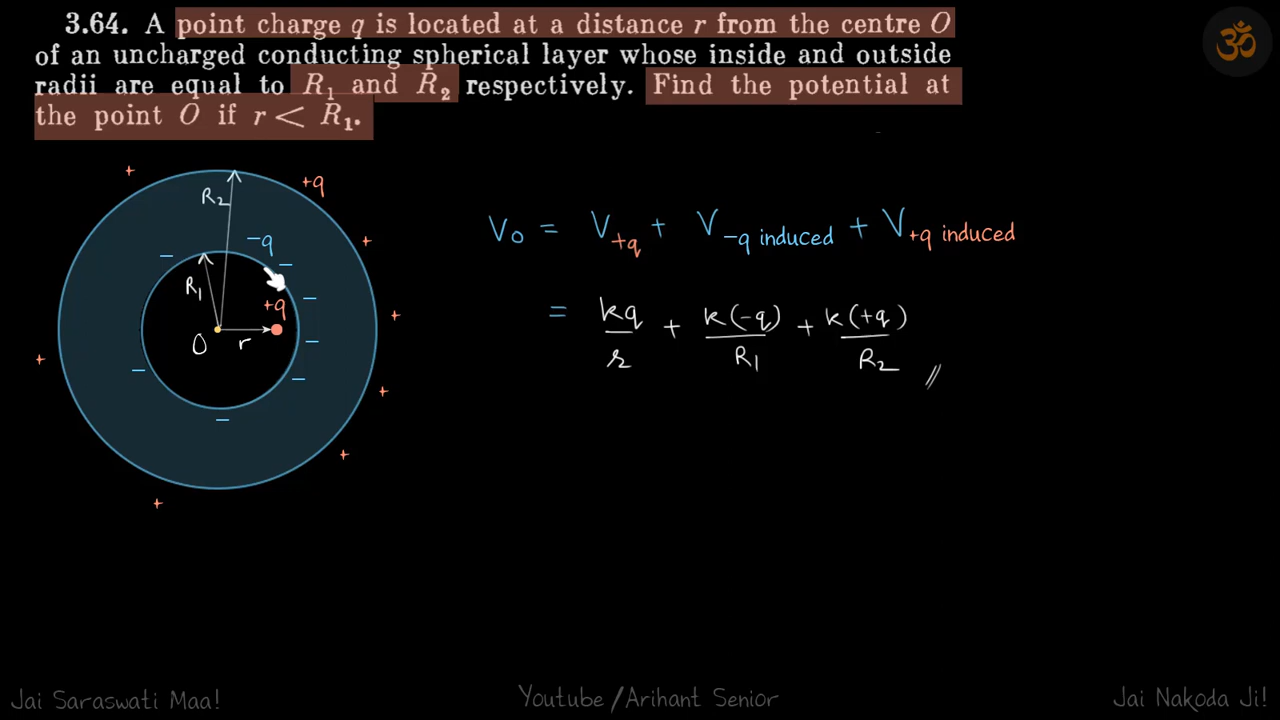 3.64. A point charge q is located at a distance r from the centre O
of an uncharged conducting spherical layer whose inside and outside
radii are equal to R₁ and R₂ respectively. Find the potential at
the point O if r < R₁.
ॐ
+ +q
R₂
-q +
R₁
+q
O r
+
V₀ = V₊q + V₋q induced + V₊q induced
= kq/r + k(-q)/R₁ + k(+q)/R₂ //
Jai Saraswati Maa! Youtube /Arihant Senior Jai Nakoda Ji!